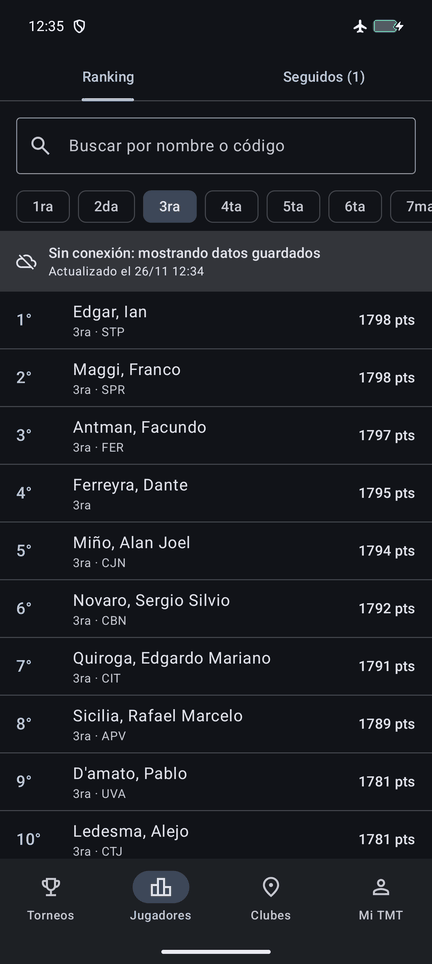 12:35
Ranking
Seguidos (1)
Buscar por nombre o código
1ra 2da 3ra 4ta 5ta 6ta 7ma
Sin conexión: mostrando datos guardados
Actualizado el 26/11 12:34
1° Edgar, Ian 1798 pts
3ra · STP
2° Maggi, Franco 1798 pts
3ra · SPR
3° Antman, Facundo 1797 pts
3ra · FER
4° Ferreyra, Dante 1795 pts
3ra
5° Miño, Alan Joel 1794 pts
3ra · CJN
6° Novaro, Sergio Silvio 1792 pts
3ra · CBN
7° Quiroga, Edgardo Mariano 1791 pts
3ra · CIT
8° Sicilia, Rafael Marcelo 1789 pts
3ra · APV
9° D'amato, Pablo 1781 pts
3ra · UVA
10° Ledesma, Alejo 1781 pts
3ra · CTJ
Torneos Jugadores Clubes Mi TMT